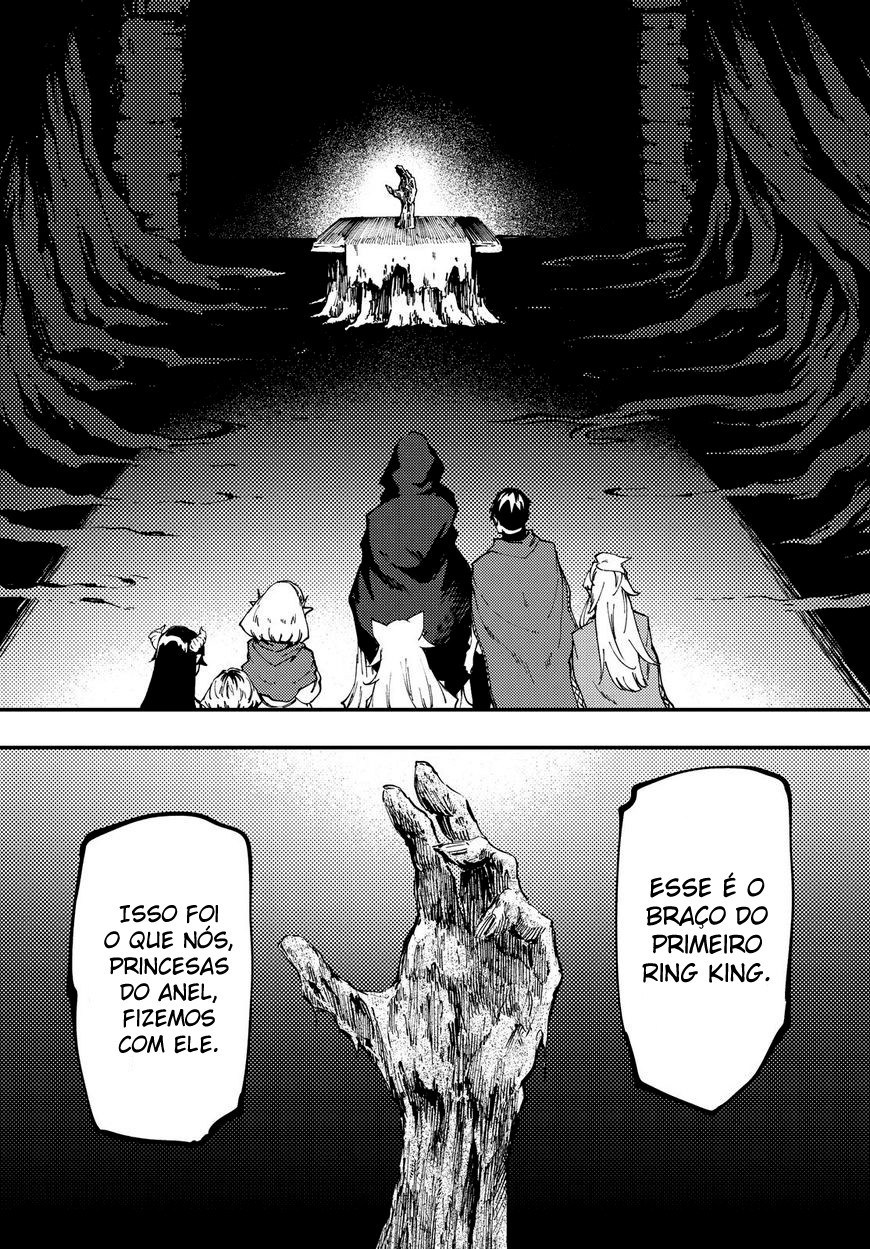 ESSE É O
BRAÇO DO
PRIMEIRO
RING KING.
ISSO FOI
O QUE NÓS,
PRINCESAS
DO ANEL,
FIZEMOS
COM ELE.